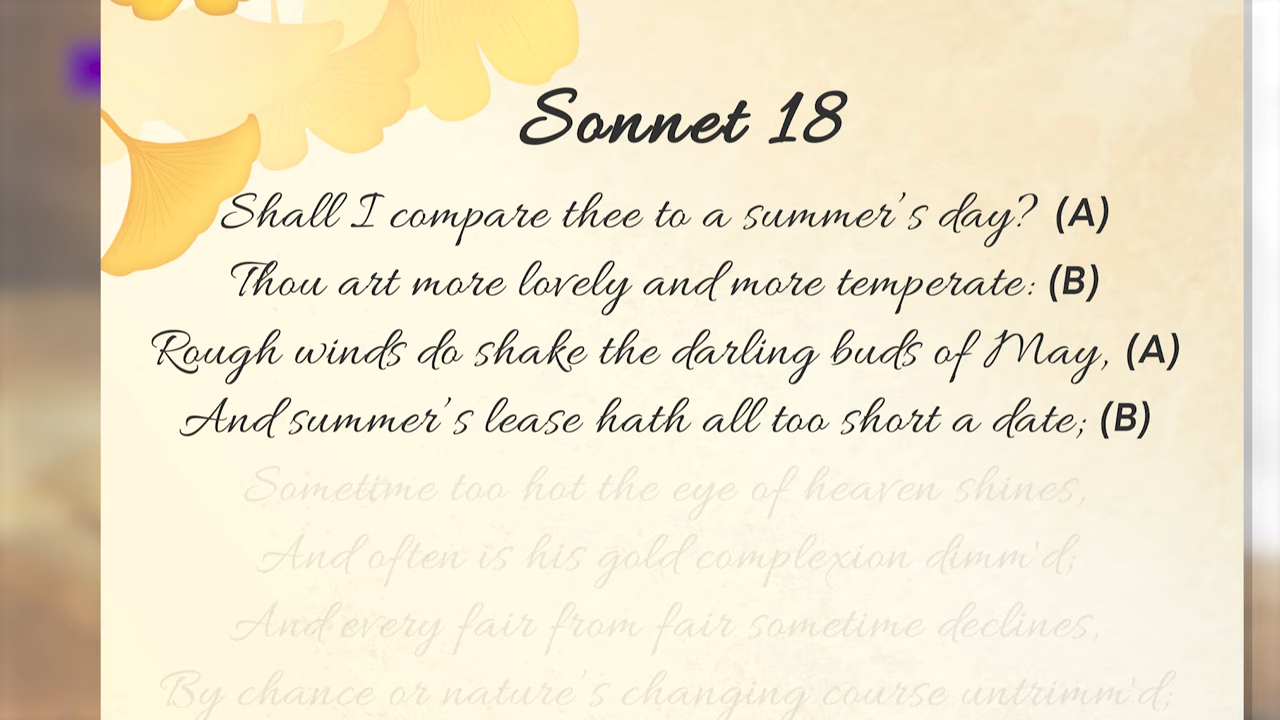 Sonnet 18
Shall I compare thee to a summer’s day? (A)
Thou art more lovely and more temperate: (B)
Rough winds do shake the darling buds of May, (A)
And summer’s lease hath all too short a date; (B)
Sometime too hot the eye of heaven shines,
And often is his gold complexion dimm'd;
And every fair from fair sometime declines,
By chance or nature’s changing course untrimm'd;